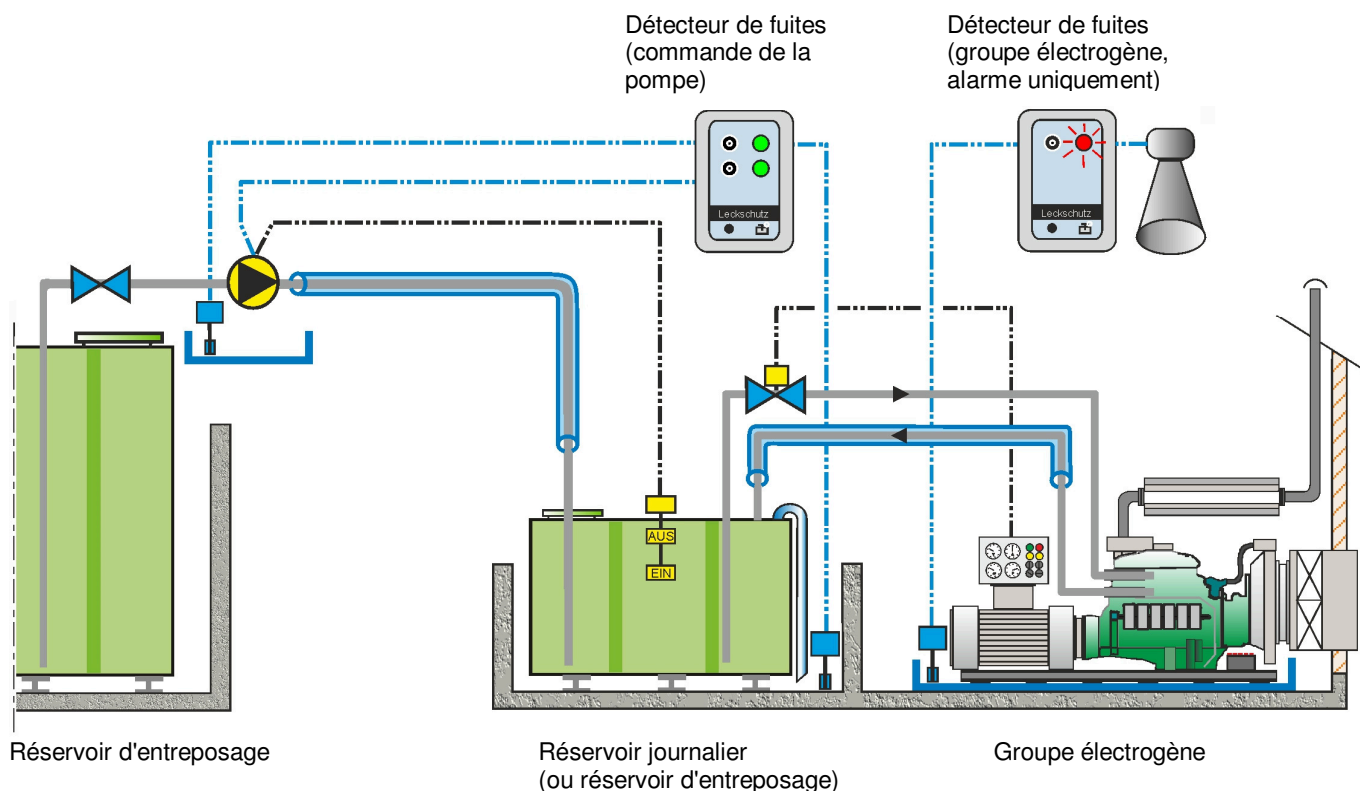 Détecteur de fuites
(commande de la
pompe)
Détecteur de fuites
(groupe électrogène,
alarme uniquement)
Leckschutz
Leckschutz
AUS
EIN
Réservoir d'entreposage
Réservoir journalier
(ou réservoir d'entreposage)
Groupe électrogène